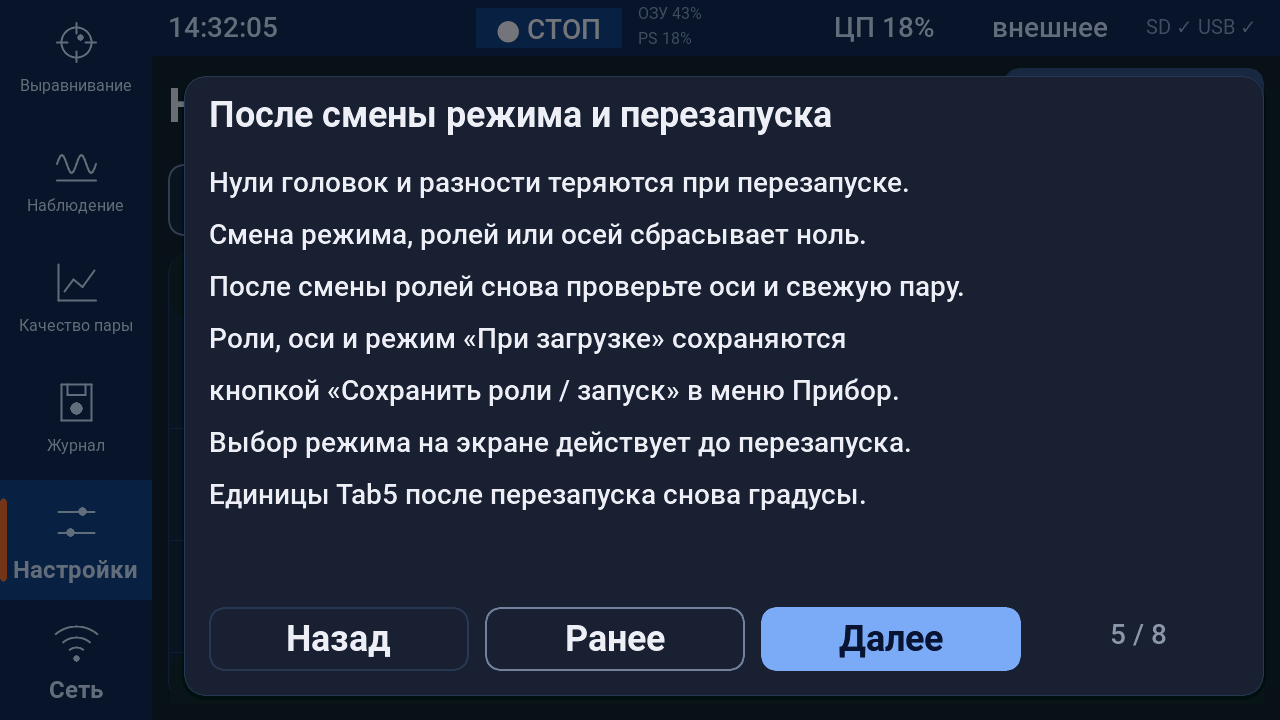 14:32:05
СТОП
ОЗУ 43%
PS 18%
ЦП 18%
внешнее
SD ✓ USB ✓
Выравнивание
Наблюдение
Качество пары
Журнал
Настройки
Сеть
После смены режима и перезапуска
Нули головок и разности теряются при перезапуске.
Смена режима, ролей или осей сбрасывает ноль.
После смены ролей снова проверьте оси и свежую пару.
Роли, оси и режим «При загрузке» сохраняются
кнопкой «Сохранить роли / запуск» в меню Прибор.
Выбор режима на экране действует до перезапуска.
Единицы Tab5 после перезапуска снова градусы.
Назад
Ранее
Далее
5 / 8